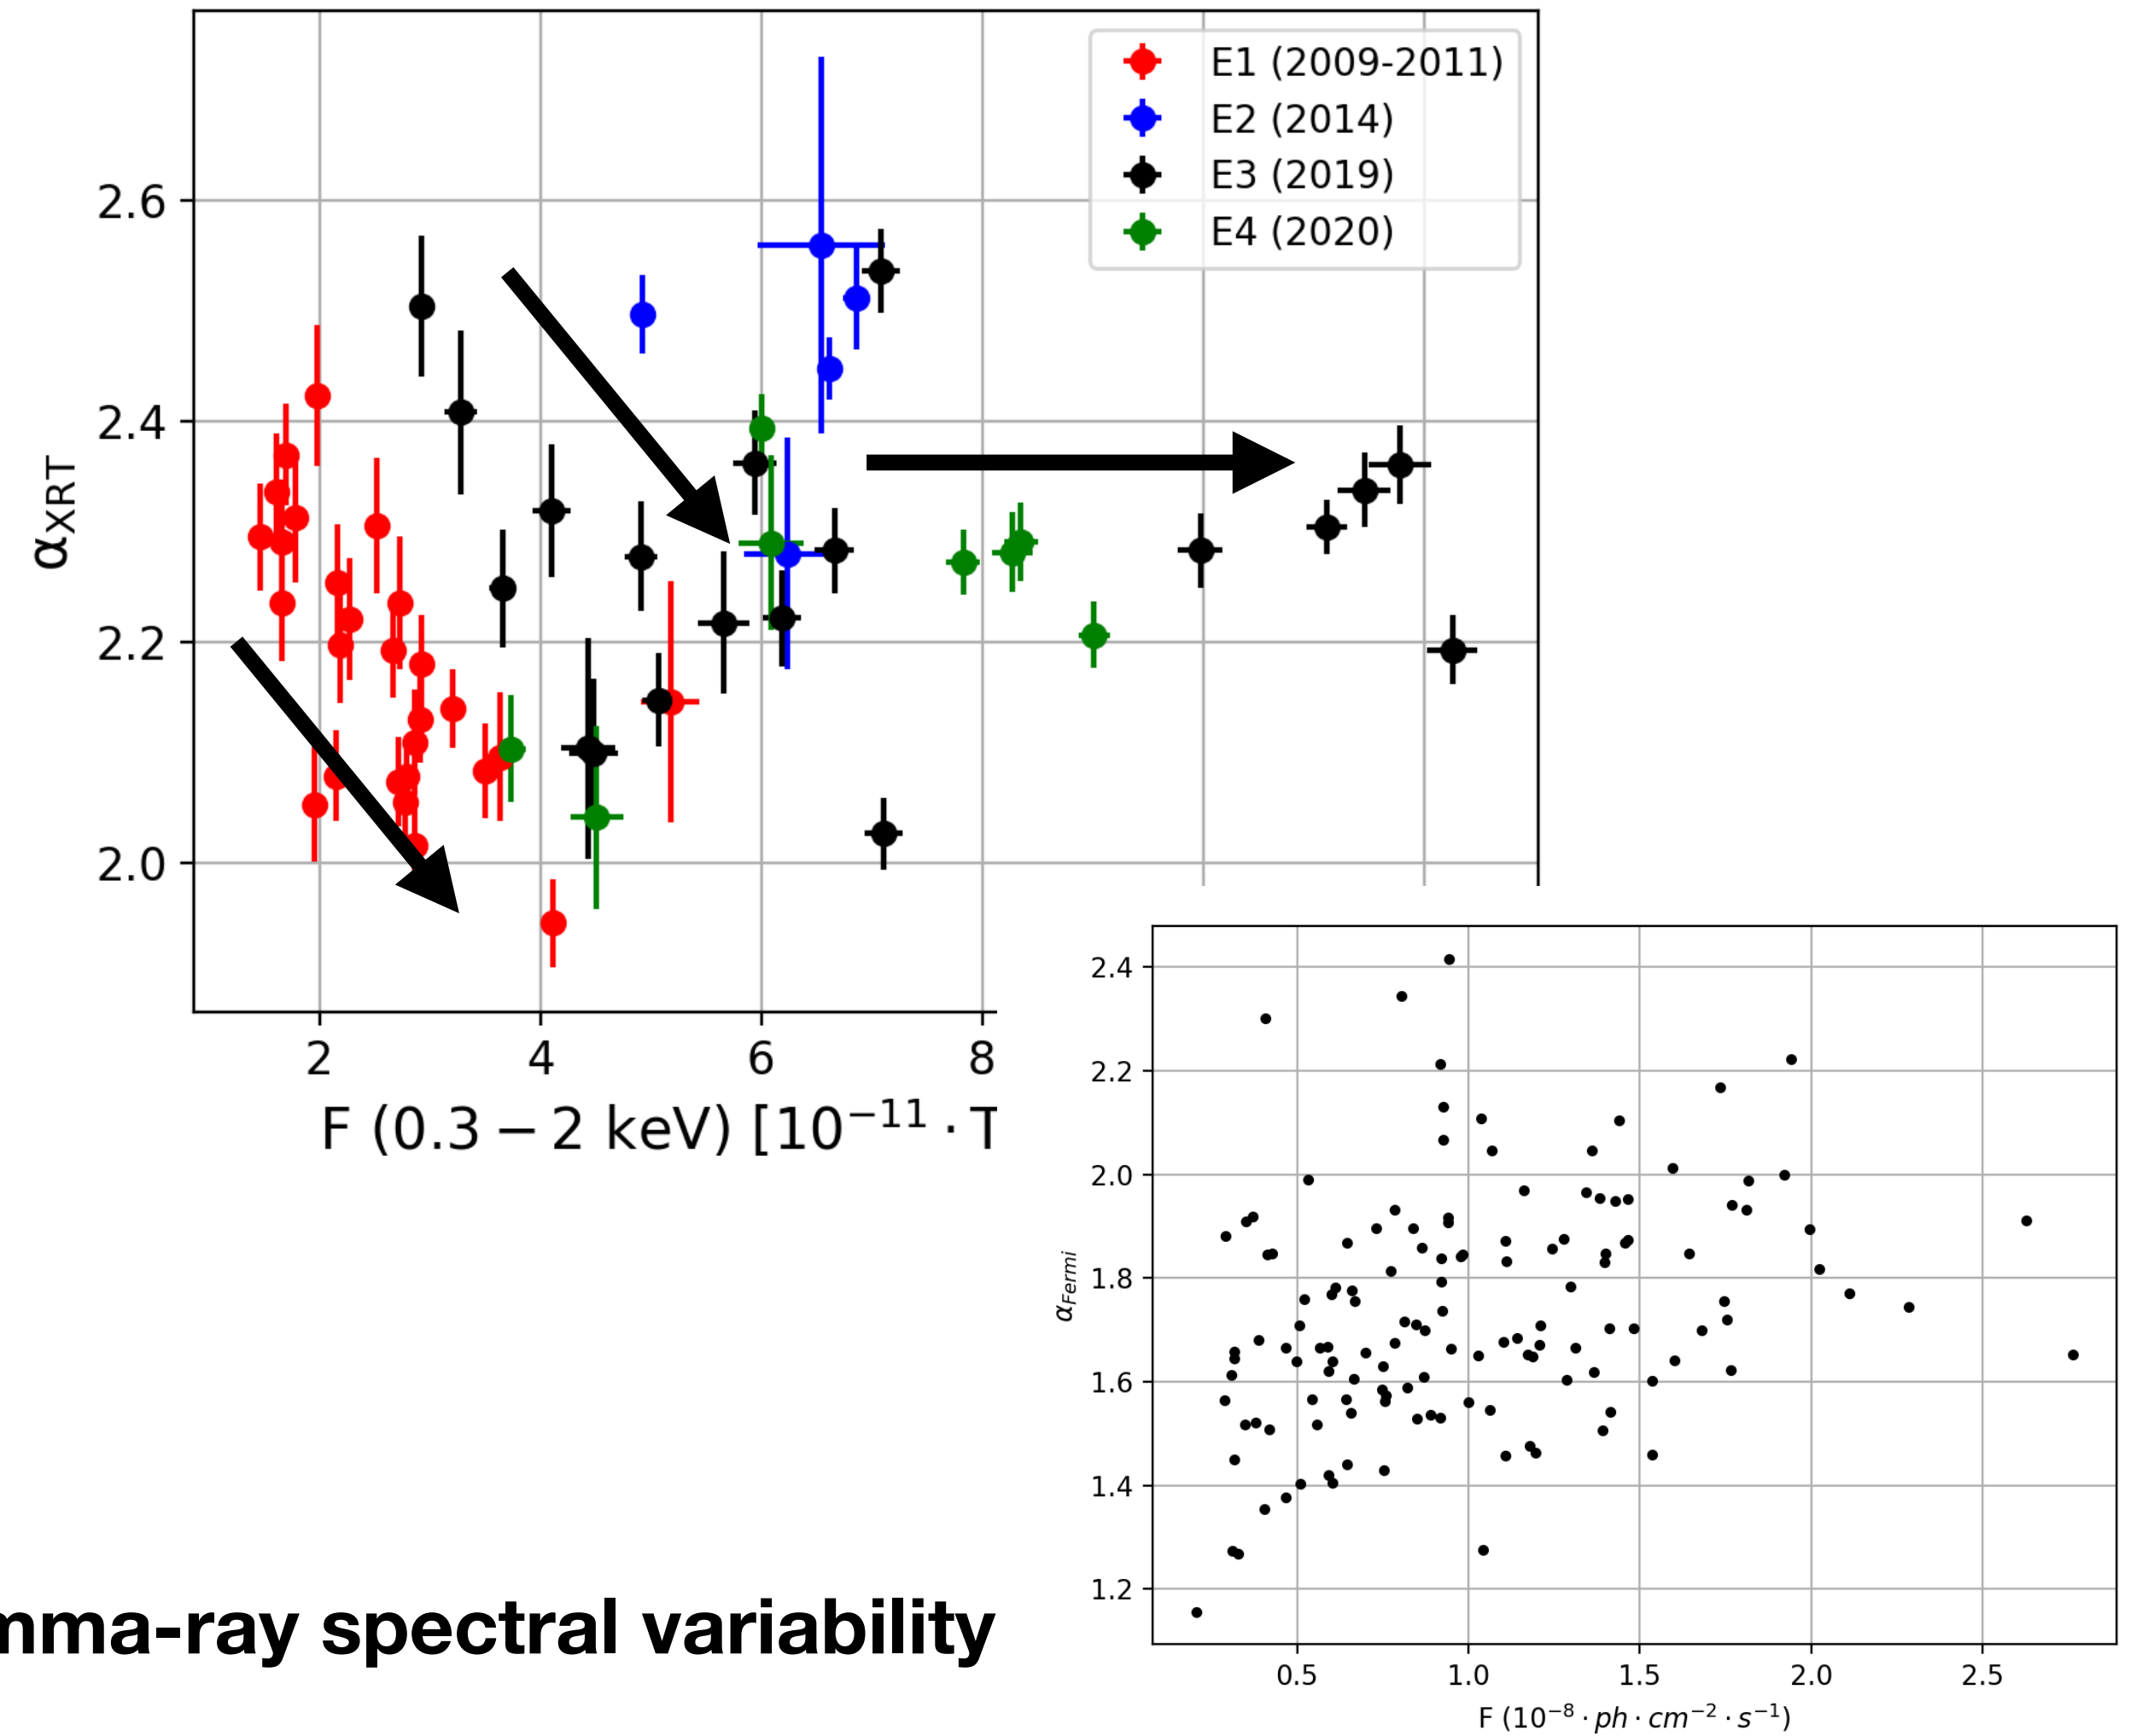 E1 (2009-2011)
E2 (2014)
E3 (2019)
E4 (2020)
2.6
2.4
2.2
2.0
αXRT
2 4 6 8
F (0.3 − 2 keV) [10⁻¹¹ ·
2.4
2.2
2.0
1.8
1.6
1.4
1.2
αFermi
0.5 1.0 1.5 2.0 2.5
F (10⁻⁸ · ph · cm⁻² · s⁻¹)
mma-ray spectral variability